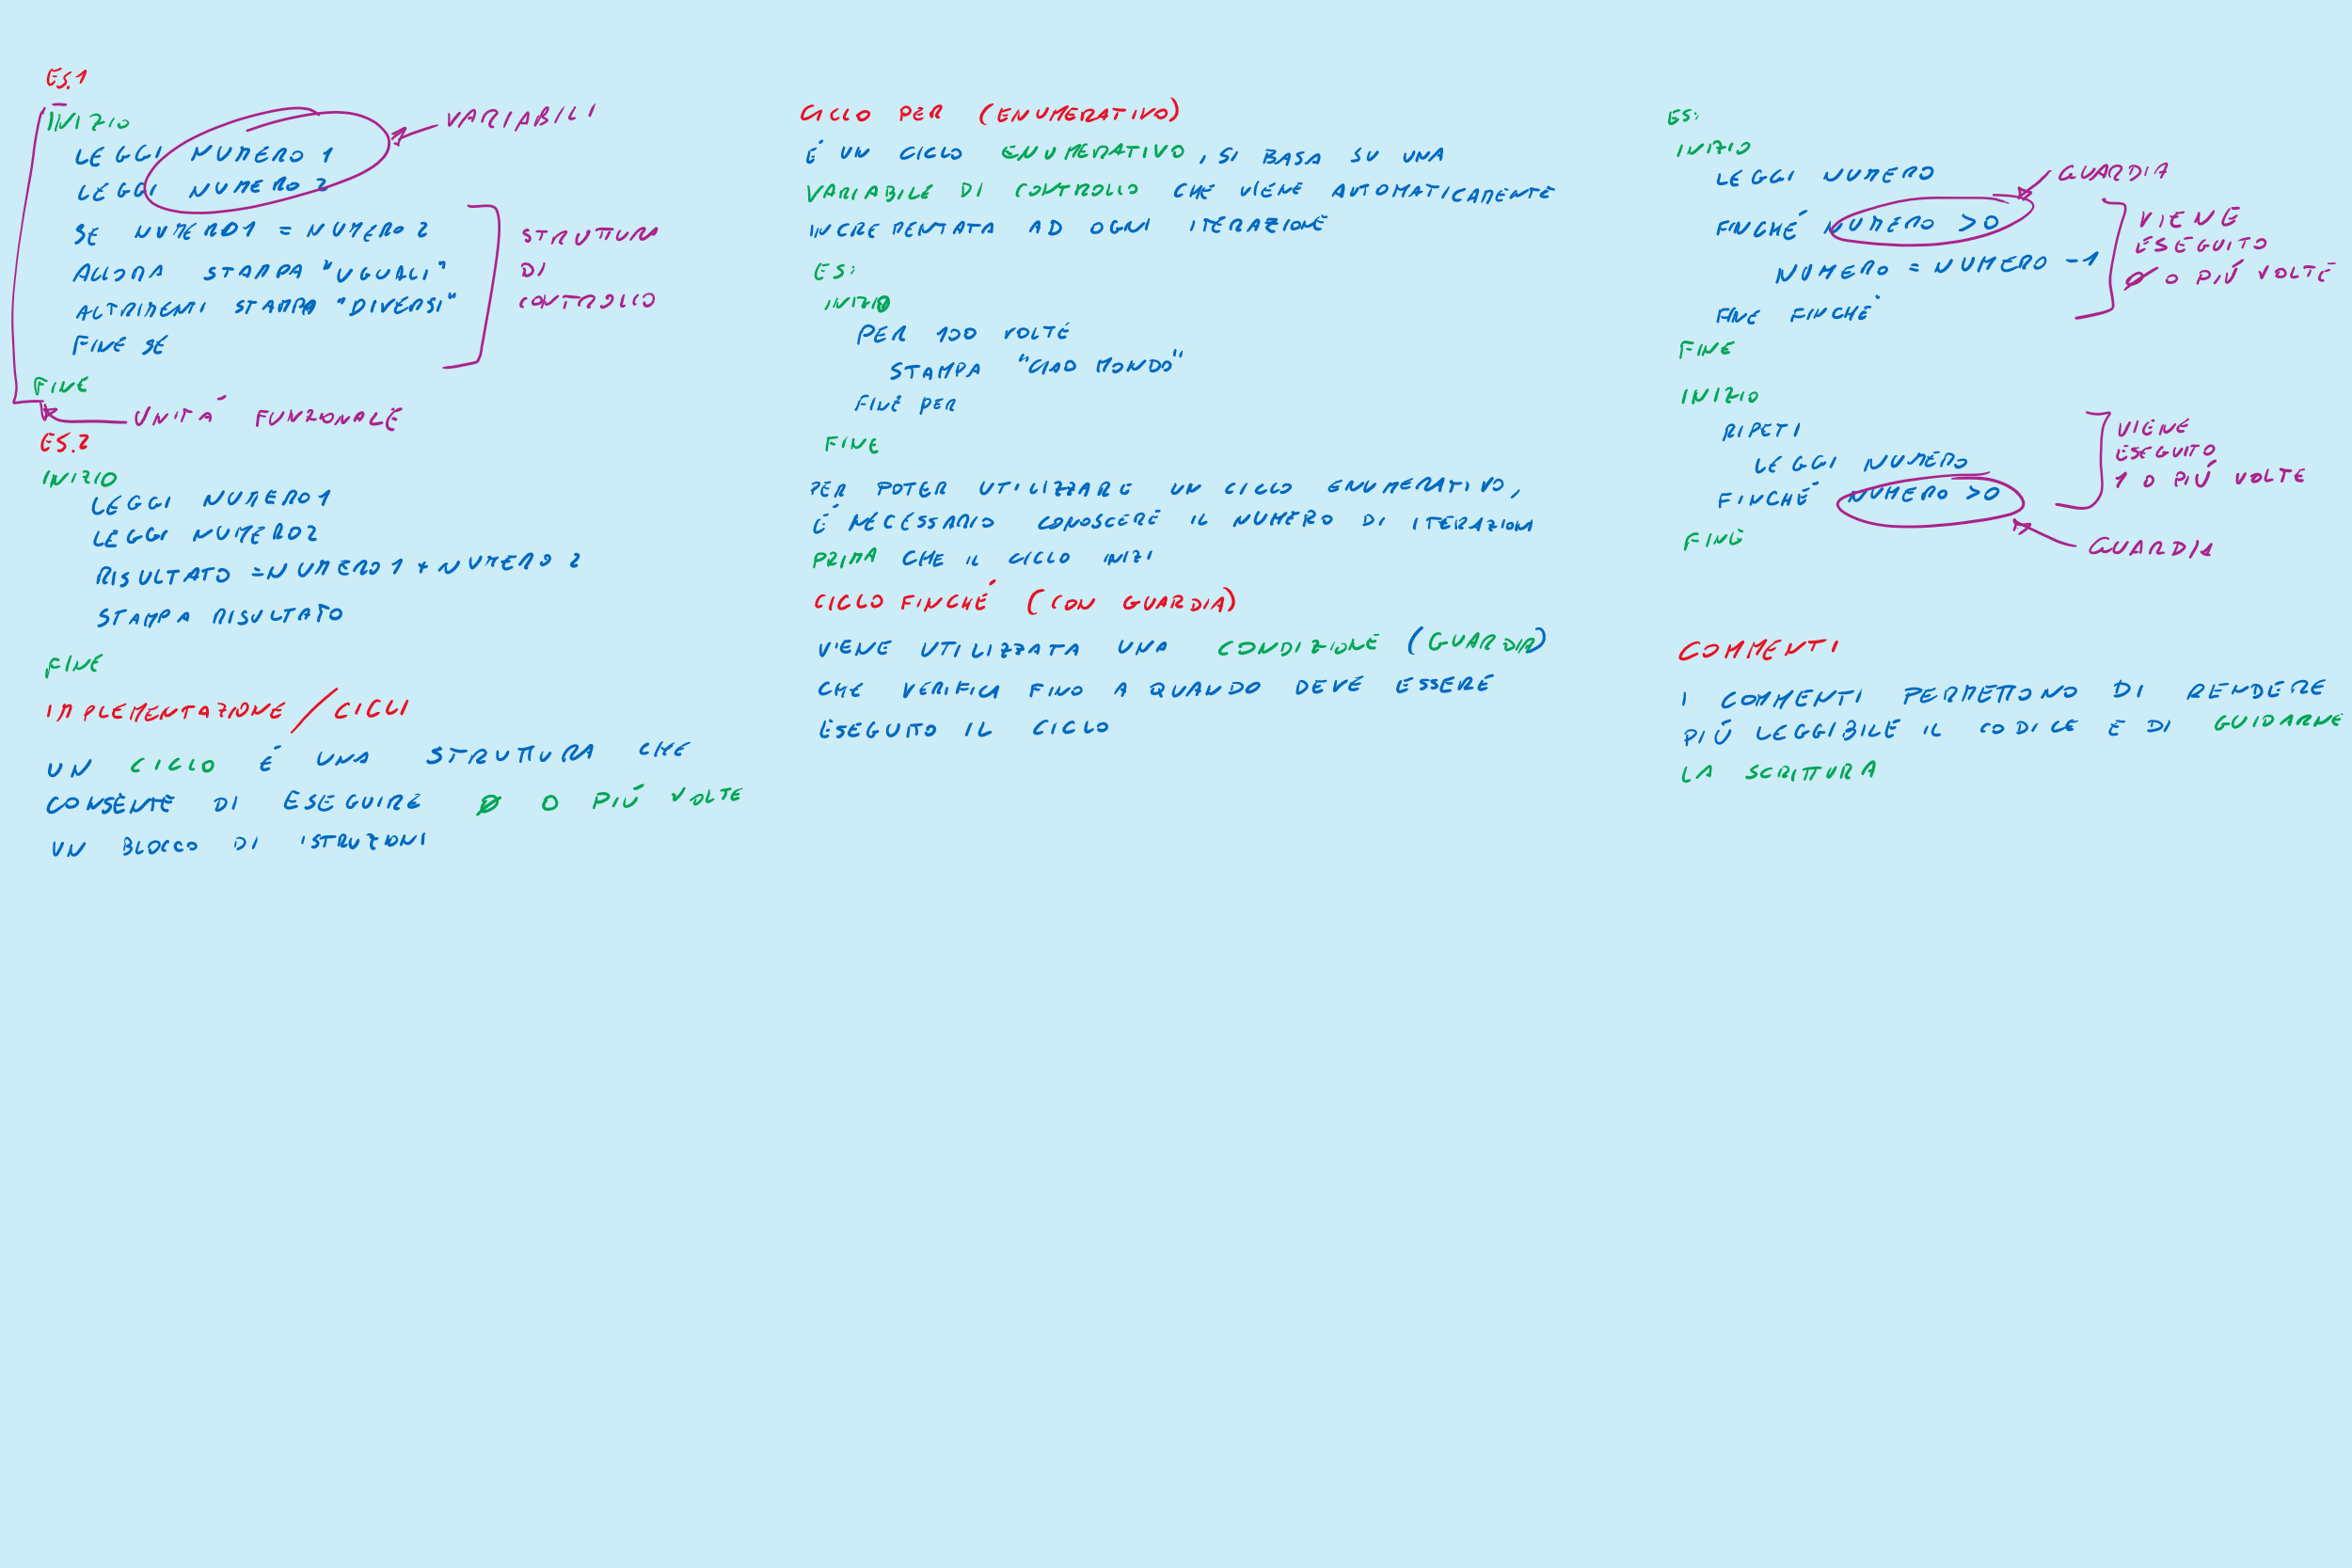 ES.1
INIZIO
LEGGI NUMERO 1
LEGGI NUMERO 2
VARIABILI
SE NUMERO1 = NUMERO 2
ALLORA STAMPA "UGUALI"
ALTRIMENTI STAMPA "DIVERSI"
FINE SE
STRUTTURA
DI
CONTROLLO
FINE
UNITÁ FUNZIONALE
ES.2
INIZIO
LEGGI NUMERO1
LEGGI NUMERO2
RISULTATO = NUMERO1 + NUMERO 2
STAMPA RISULTATO
FINE
IMPLEMENTAZIONE / CICLI
UN CICLO É UNA STRUTTURA CHE
CONSENTE DI ESEGUIRE 0 O PIÚ VOLTE
UN BLOCCO DI ISTRUZIONI
CICLO PER (ENUMERATIVO)
É UN CICLO ENUMERATIVO, SI BASA SU UNA
VARIABILE DI CONTROLLO CHE VIENE AUTOMATICAMENTE
INCREMENTATA AD OGNI ITERAZIONE
ES:
INIZIO
PER 100 VOLTE
STAMPA "CIAO MONDO"
FINE PER
FINE
PER POTER UTILIZZARE UN CICLO ENUMERATIVO,
É NECESSARIO CONOSCERE IL NUMERO DI ITERAZIONI
PRIMA CHE IL CICLO INIZI
CICLO FINCHÉ (CON GUARDIA)
VIENE UTILIZZATA UNA CONDIZIONE (GUARDIA)
CHE VERIFICA FINO A QUANDO DEVE ESSERE
ESEGUITO IL CICLO
ES:
INIZIO
LEGGI NUMERO
GUARDIA
FINCHÉ NUMERO >0
NUMERO = NUMERO -1
FINE FINCHÉ
VIENE
ESEGUITO
0 O PIÚ VOLTE
FINE
INIZIO
RIPETI
LEGGI NUMERO
FINCHÉ NUMERO >0
VIENE
ESEGUITO
1 O PIÚ VOLTE
FINE
GUARDIA
COMMENTI
I COMMENTI PERMETTONO DI RENDERE
PIÚ LEGGIBILE IL CODICE E DI GUIDARNE
LA SCRITTURA